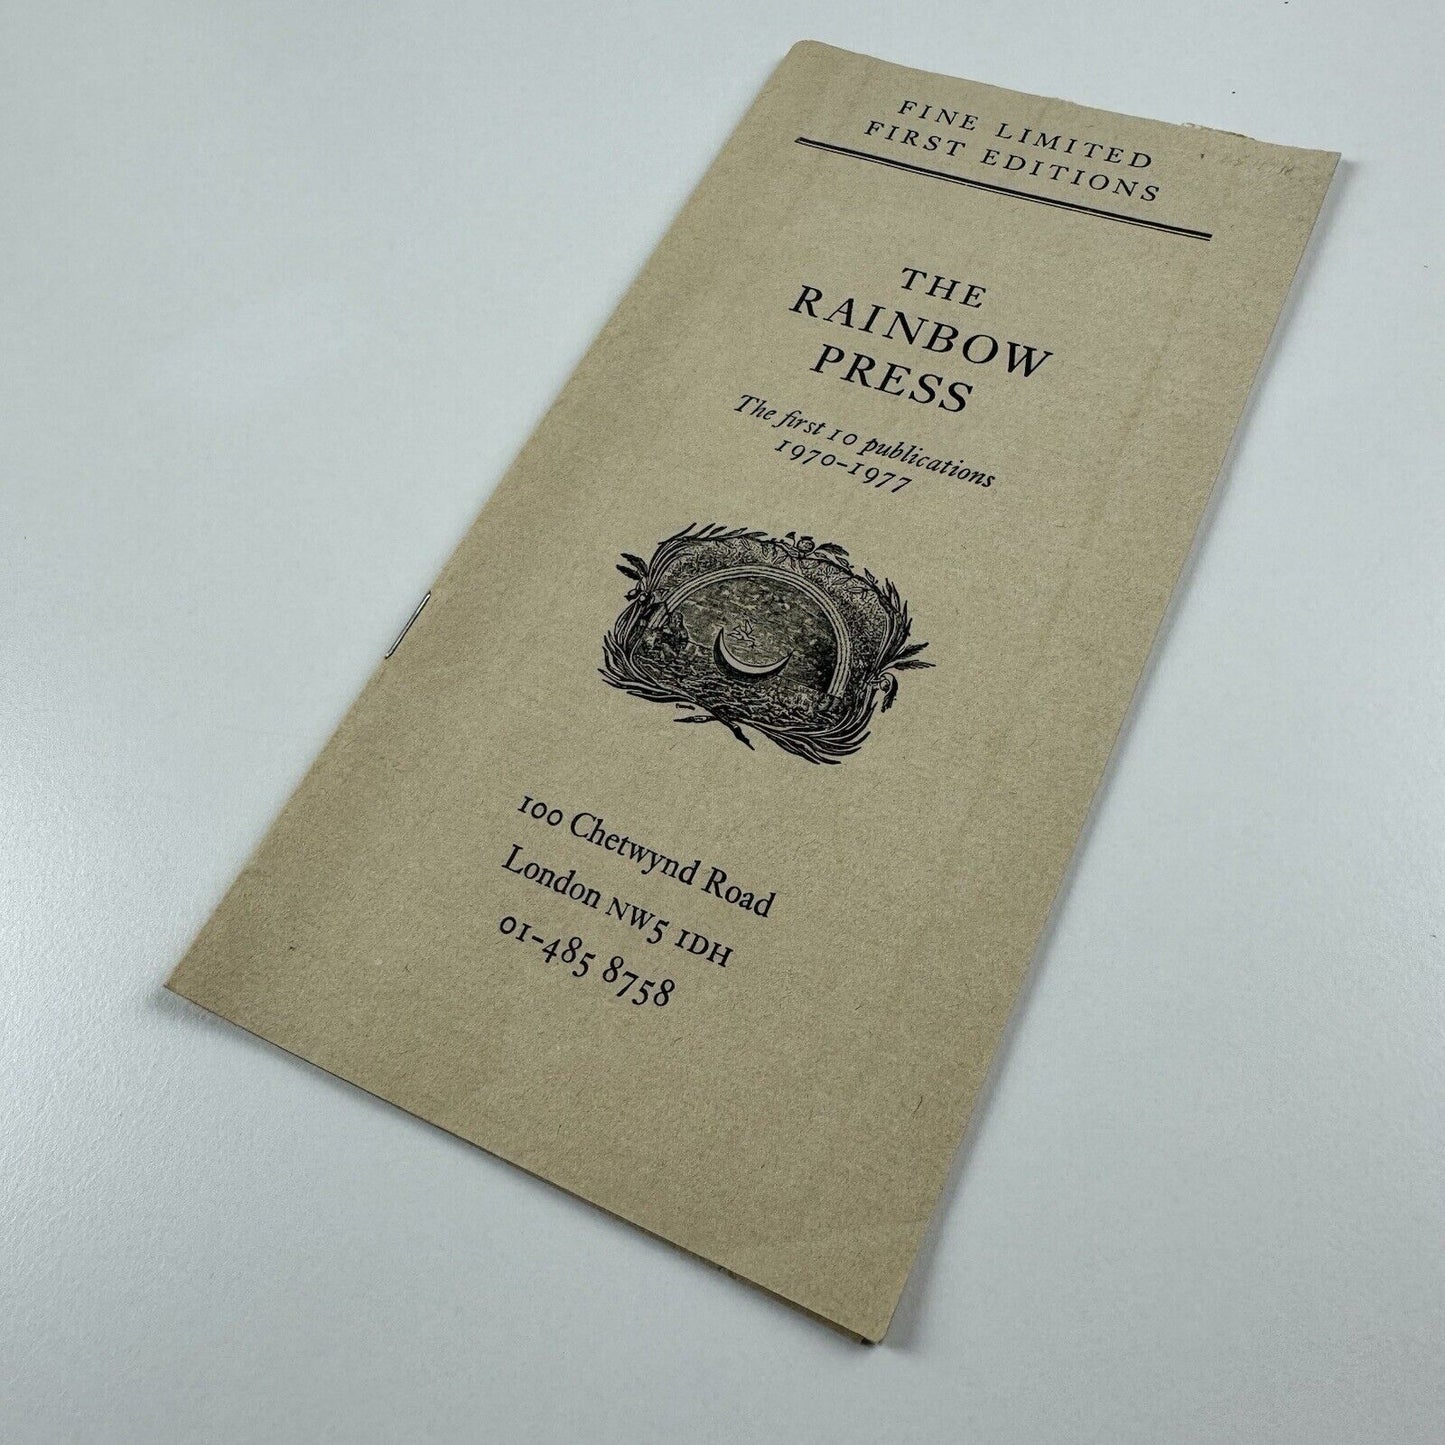 FINE LIMITED
FIRST EDITIONS
THE
RAINBOW
PRESS
The first 10 publications
1970–1977
100 Chetwynd Road
London NW5 1DH
01–485 8758